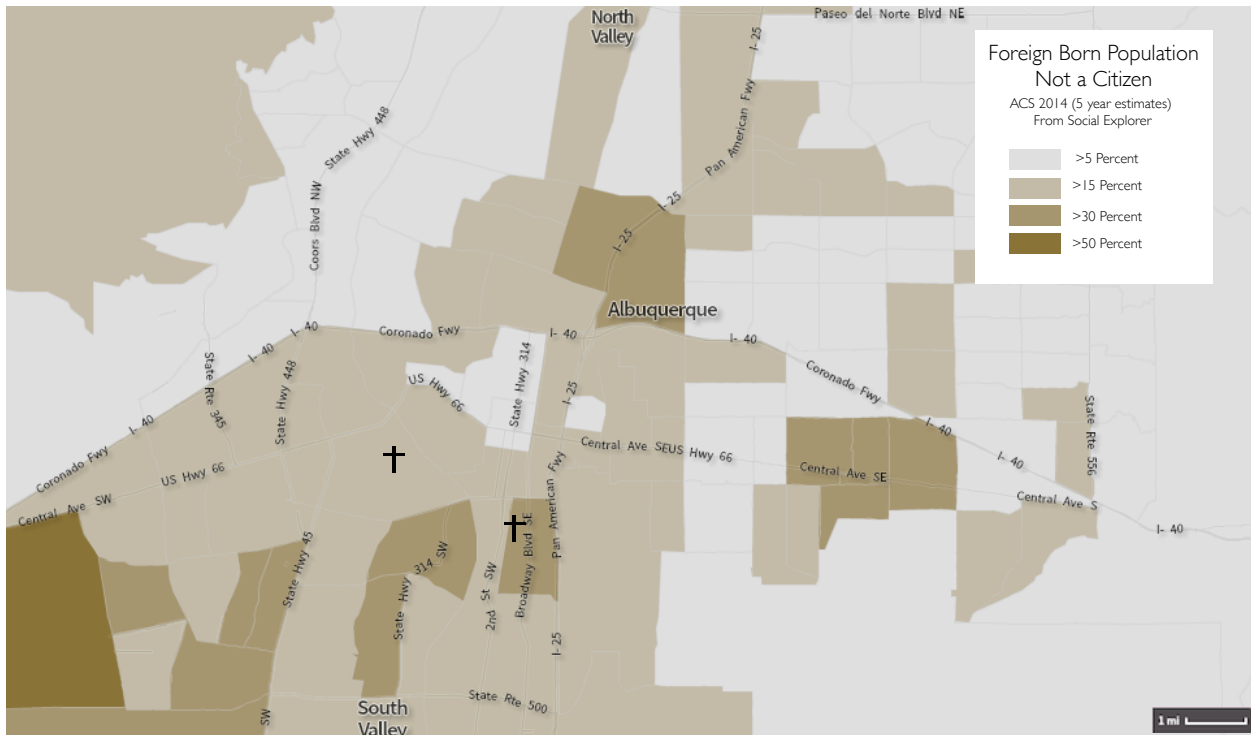 North
Valley
Paseo del Norte Blvd NE
I- 25
Foreign Born Population
Not a Citizen
ACS 2014 (5 year estimates)
From Social Explorer
>5 Percent
>15 Percent
>30 Percent
>50 Percent
State Hwy 448
Pan American Fwy
I- 25
I- 25
Coors Blvd NW
Albuquerque
I- 40
Coronado Fwy
I- 40
I- 40
I- 40
State Hwy 314
State Rte 345
State Hwy 448
US Hwy 66
I- 25
Coronado Fwy
State Rte 556
I- 40
I- 40
Central Ave SEUS Hwy 66
Coronado Fwy
US Hwy 66
I- 40
Central Ave SE
Central Ave SW
Pan American Fwy
Central Ave S
I- 40
State Hwy 45
State Hwy 314 SW
2nd St SW
Broadway Blvd SE
I- 25
State Rte 500
South
Valley
SW
1 mi